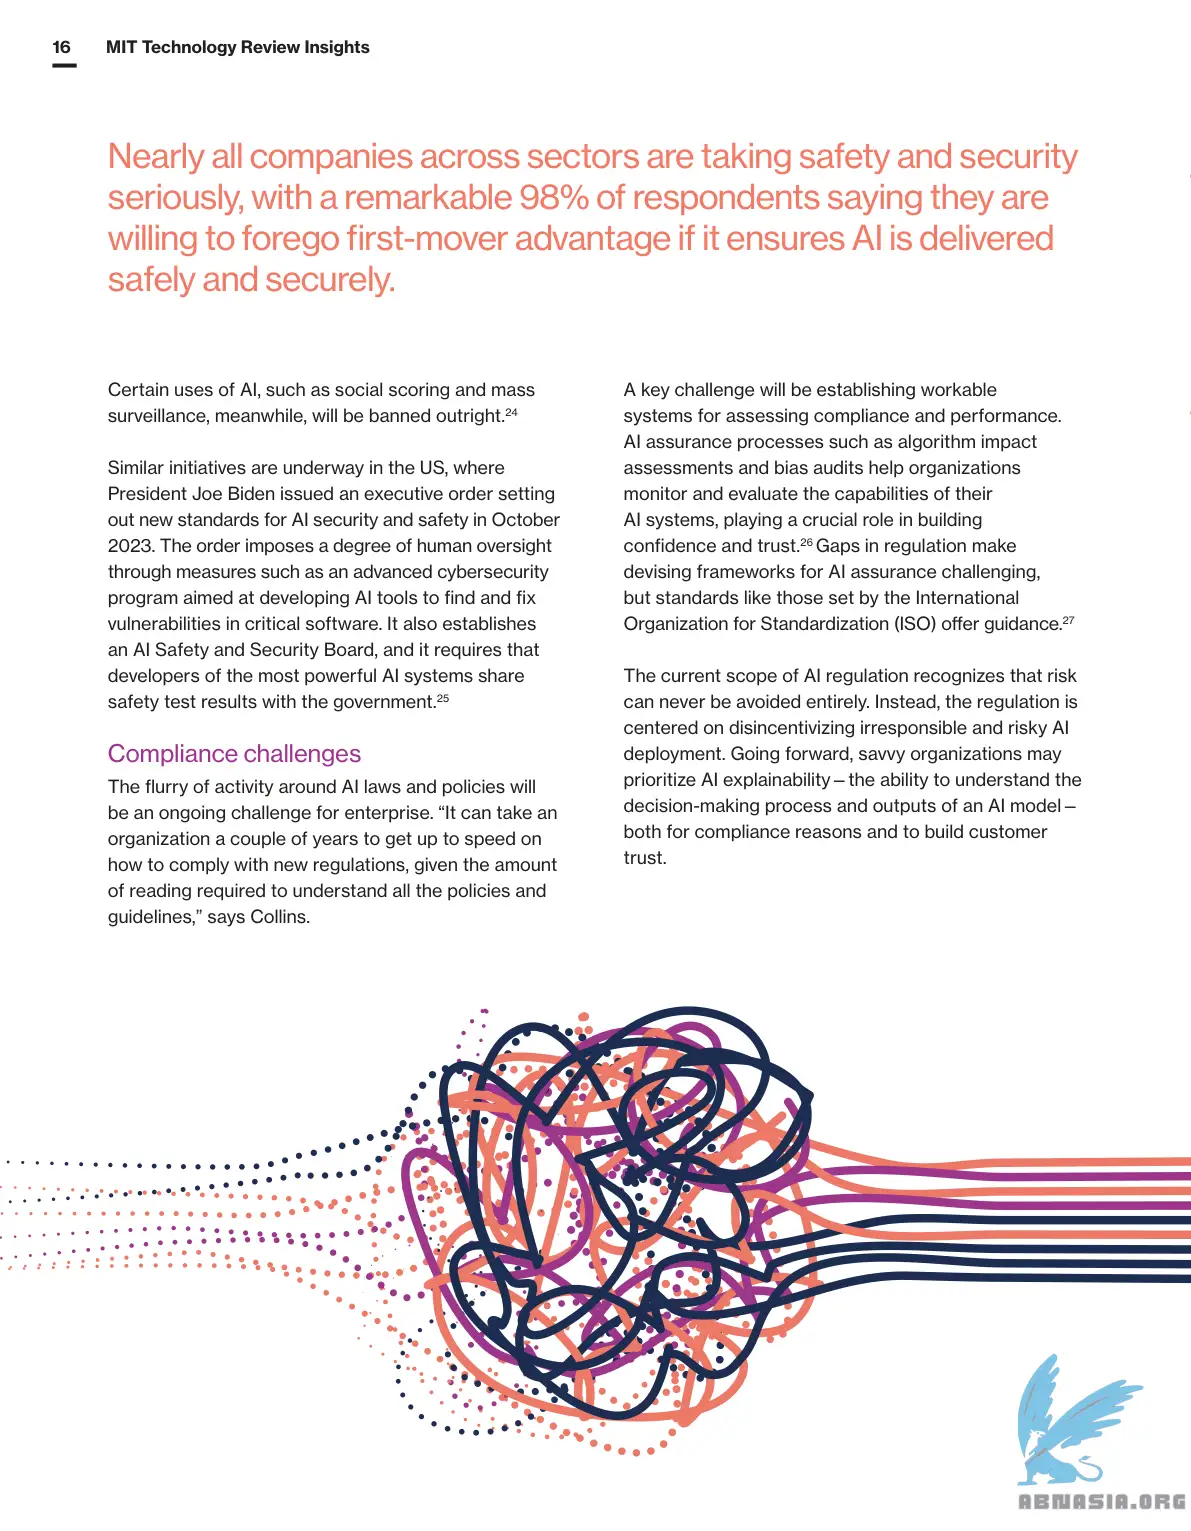 16 MIT Technology Review Insights
Nearly all companies across sectors are taking safety and security
seriously, with a remarkable 98% of respondents saying they are
willing to forego first-mover advantage if it ensures AI is delivered
safely and securely.
Certain uses of AI, such as social scoring and mass
surveillance, meanwhile, will be banned outright.24
Similar initiatives are underway in the US, where
President Joe Biden issued an executive order setting
out new standards for AI security and safety in October
2023. The order imposes a degree of human oversight
through measures such as an advanced cybersecurity
program aimed at developing AI tools to find and fix
vulnerabilities in critical software. It also establishes
an AI Safety and Security Board, and it requires that
developers of the most powerful AI systems share
safety test results with the government.25
Compliance challenges
The flurry of activity around AI laws and policies will
be an ongoing challenge for enterprise. “It can take an
organization a couple of years to get up to speed on
how to comply with new regulations, given the amount
of reading required to understand all the policies and
guidelines,” says Collins.
A key challenge will be establishing workable
systems for assessing compliance and performance.
AI assurance processes such as algorithm impact
assessments and bias audits help organizations
monitor and evaluate the capabilities of their
AI systems, playing a crucial role in building
confidence and trust.26 Gaps in regulation make
devising frameworks for AI assurance challenging,
but standards like those set by the International
Organization for Standardization (ISO) offer guidance.27
The current scope of AI regulation recognizes that risk
can never be avoided entirely. Instead, the regulation is
centered on disincentivizing irresponsible and risky AI
deployment. Going forward, savvy organizations may
prioritize AI explainability—the ability to understand the
decision-making process and outputs of an AI model—
both for compliance reasons and to build customer
trust.
ABNASIA.ORG